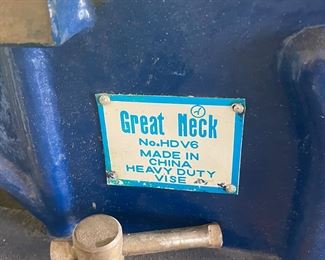 Great Neck
No. HDV6
MADE IN
CHINA
HEAVY DUTY
VISE